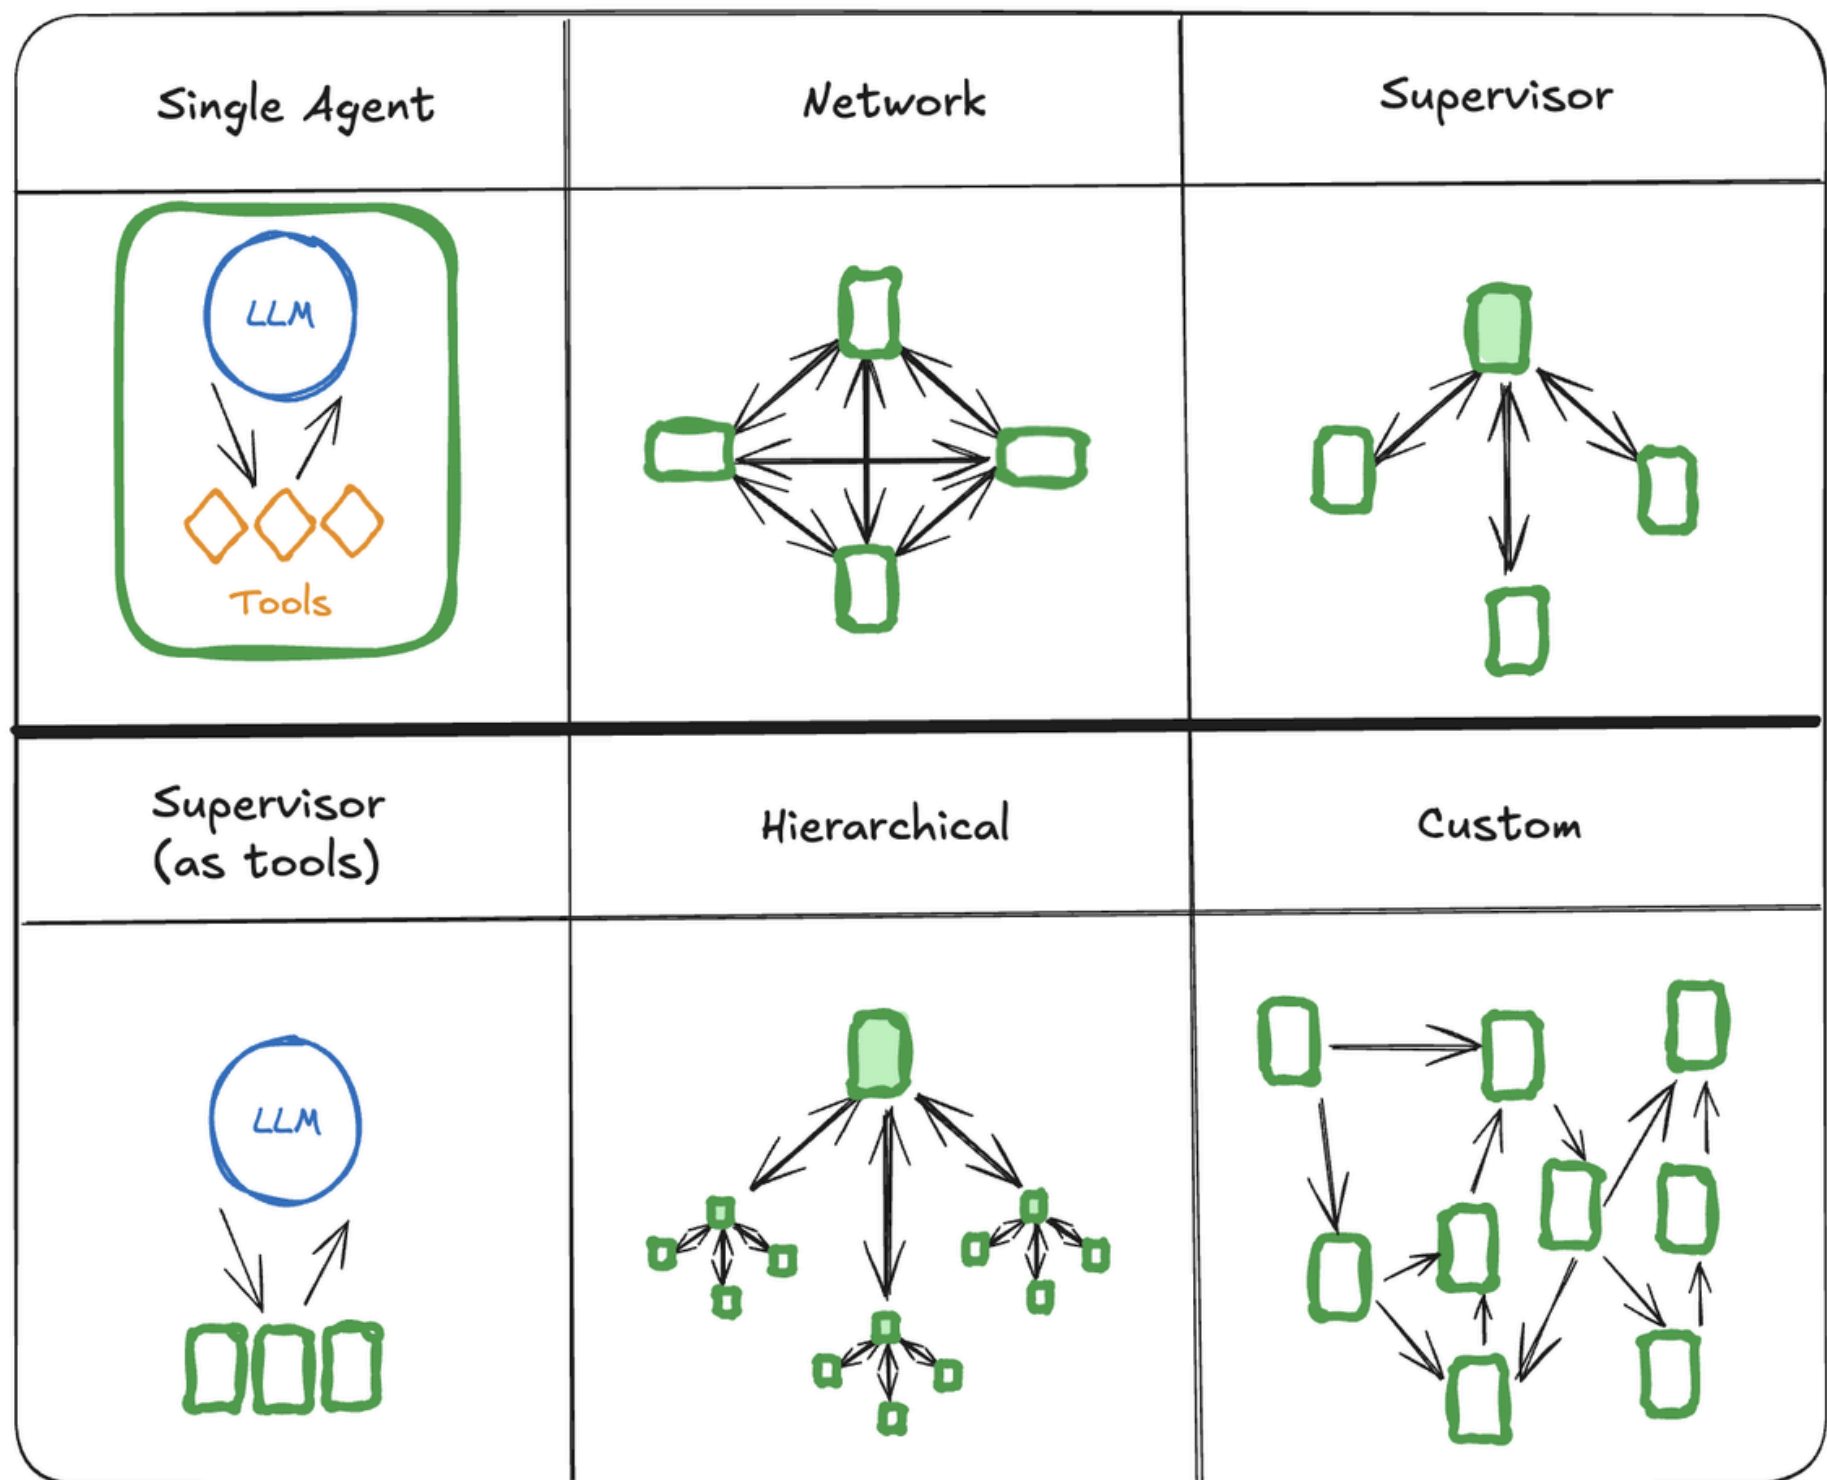 Single Agent
Network
Supervisor
LLM
Tools
Supervisor
(as tools)
Hierarchical
Custom
LLM